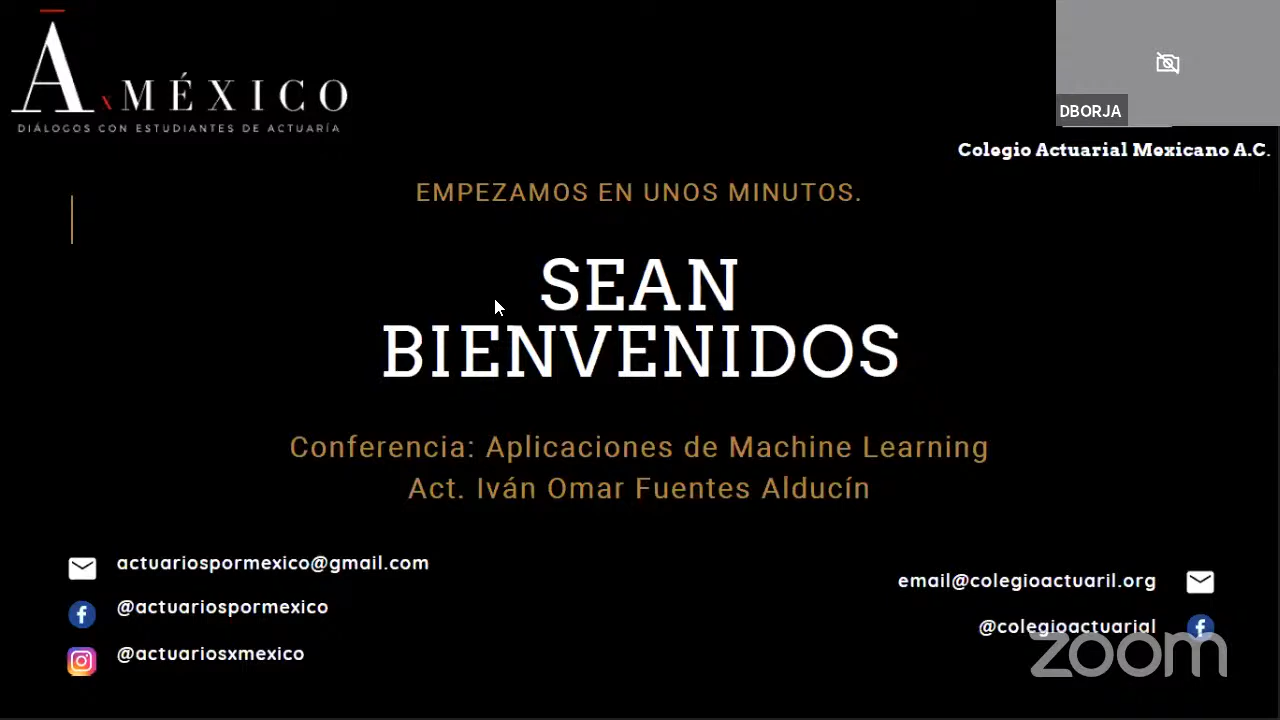 Ā x MÉXICO
DIÁLOGOS CON ESTUDIANTES DE ACTUARÍA
DBORJA
Colegio Actuarial Mexicano A.C.
EMPEZAMOS EN UNOS MINUTOS.
SEAN
BIENVENIDOS
Conferencia: Aplicaciones de Machine Learning
Act. Iván Omar Fuentes Alducín
actuariospormexico@gmail.com
@actuariospormexico
@actuariosxmexico
email@colegioactuaril.org
@colegioactuarial
zoom